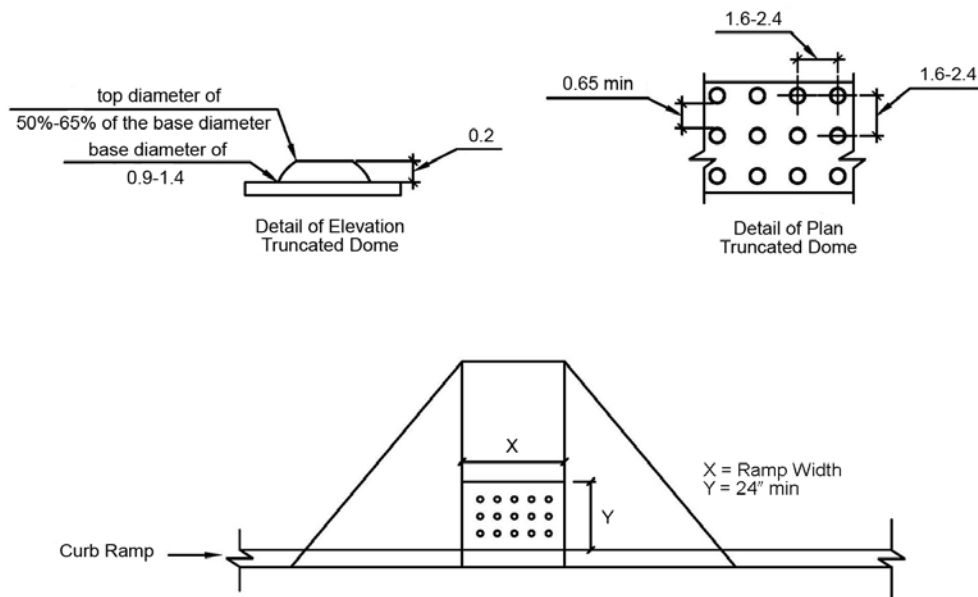 top diameter of
50%-65% of the base diameter
base diameter of
0.9-1.4
0.2
Detail of Elevation
Truncated Dome
1.6-2.4
0.65 min
1.6-2.4
Detail of Plan
Truncated Dome
X
Y
X = Ramp Width
Y = 24" min
Curb Ramp